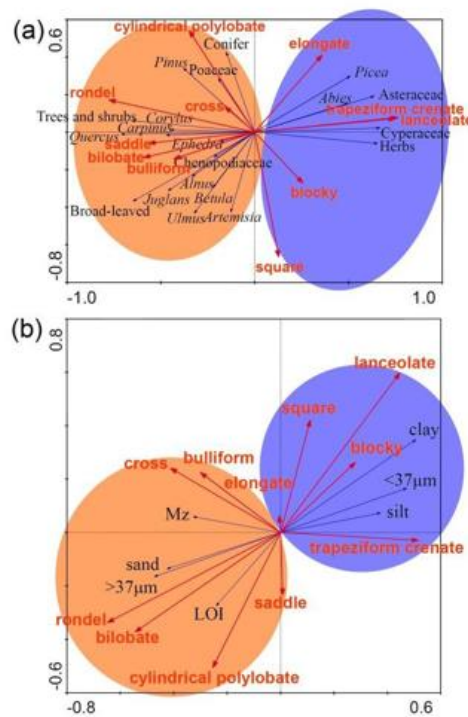 (a)
0.6
cylindrical polylobate
Conifer
elongate
Pinus
Poaceae
Picea
rondel
cross
Abies
Asteraceae
trapeziform crenate
Trees and shrubs
Corylus
lanceolate
Quercus
Carpinus
Cyperaceae
saddle
Ephedra
Herbs
bilobate
Chenopodiaceae
bulliform
Alnus
blocky
Juglans
Betula
Broad-leaved
Ulmus
Artemisia
square
-0.8
-1.0
1.0
(b)
0.8
lanceolate
square
clay
cross
bulliform
blocky
elongate
<37μm
Mz
silt
trapeziform crenate
sand
>37μm
saddle
rondel
LOI
bilobate
cylindrical polylobate
-0.6
-0.8
0.6